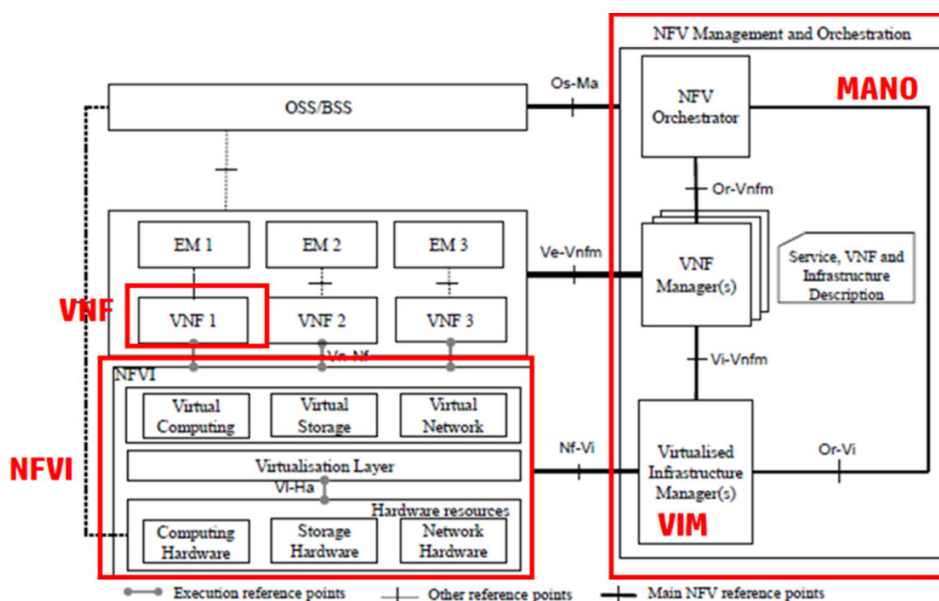 NFV Management and Orchestration
Os-Ma
OSS/BSS
NFV
Orchestrator
MANO
Or-Vnfm
EM 1
EM 2
EM 3
Ve-Vnfm
VNF
Manager(s)
Service, VNF and
Infrastructure
Description
VNF
VNF 1
VNF 2
VNF 3
Vn-Nf
Vi-Vnfm
NFVI
Virtual
Computing
Virtual
Storage
Virtual
Network
NFVI
Virtualisation Layer
Nf-Vi
Virtualised
Infrastructure
Manager(s)
Or-Vi
Vl-Ha
VIM
Hardware resources
Computing
Hardware
Storage
Hardware
Network
Hardware
Execution reference points
Other reference points
Main NFV reference points